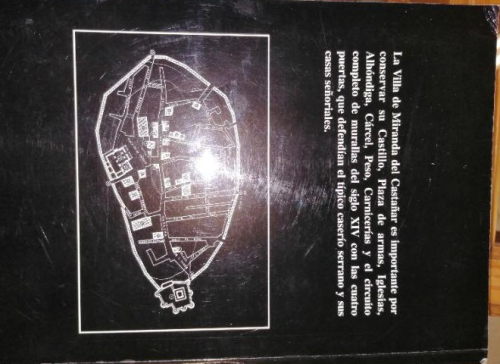 La Villa de Miranda del Castañar es importante por
conservar su Castillo, Plaza de armas, Iglesias,
Alhóndiga, Cárcel, Peso, Carnicerías y el circuito
completo de murallas del siglo XIV con las cuatro
puertas, que defendían el típico caserío serrano y sus
casas señoriales.